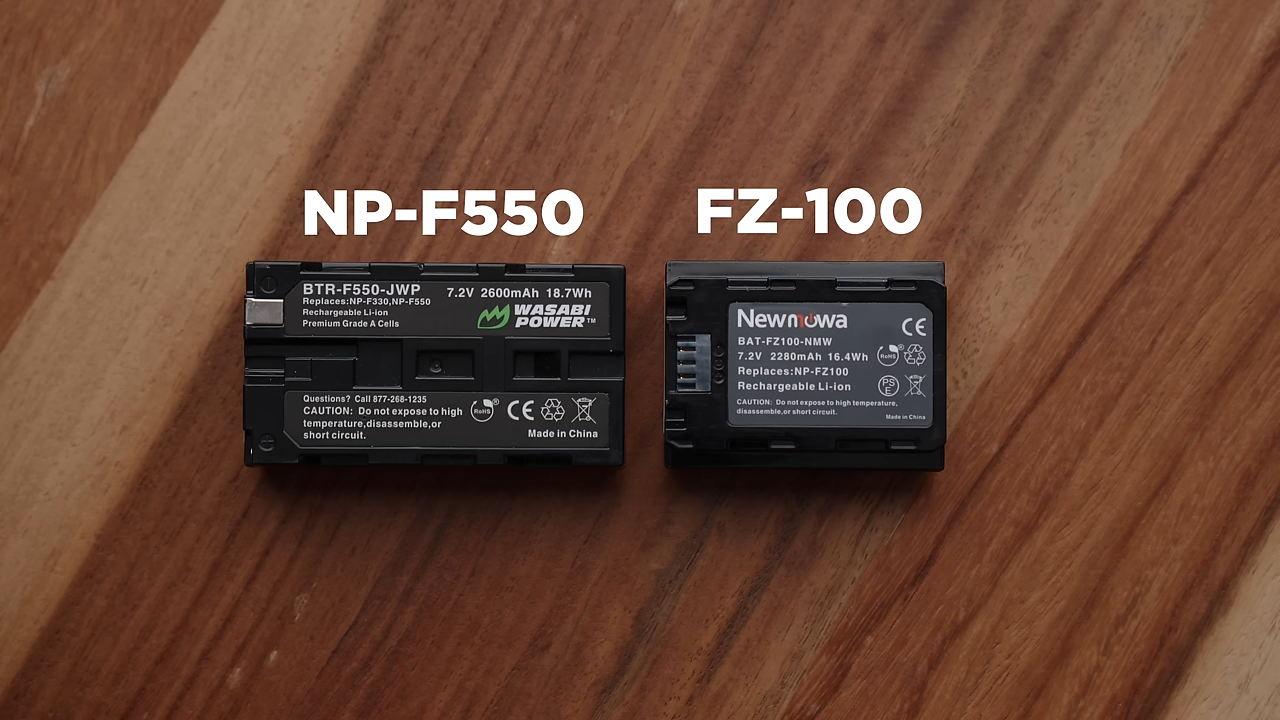 NP-F550
FZ-100
BTR-F550-JWP 7.2V 2600mAh 18.7Wh
Replaces:NP-F330,NP-F550
Rechargeable Li-ion
Premium Grade A Cells
WASABI
POWER™
Questions? Call 877-268-1235
CAUTION: Do not expose to high
temperature,disassemble,or
short circuit.
RoHS
CE
Made in China
Newmowa
CE
BAT-FZ100-NMW
7.2V 2280mAh 16.4Wh
Replaces:NP-FZ100
Rechargeable Li-ion
RoHS
PS
E
CAUTION: Do not expose to high temperature,
disassemble,or short circuit.
Made in China